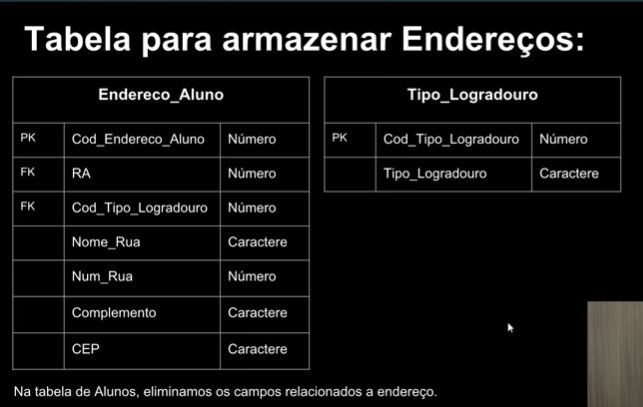 Tabela para armazenar Endereços:
Endereco_Aluno
PK Cod_Endereco_Aluno Número
FK RA Número
FK Cod_Tipo_Logradouro Número
Nome_Rua Caractere
Num_Rua Número
Complemento Caractere
CEP Caractere
Tipo_Logradouro
PK Cod_Tipo_Logradouro Número
Tipo_Logradouro Caractere
Na tabela de Alunos, eliminamos os campos relacionados a endereço.